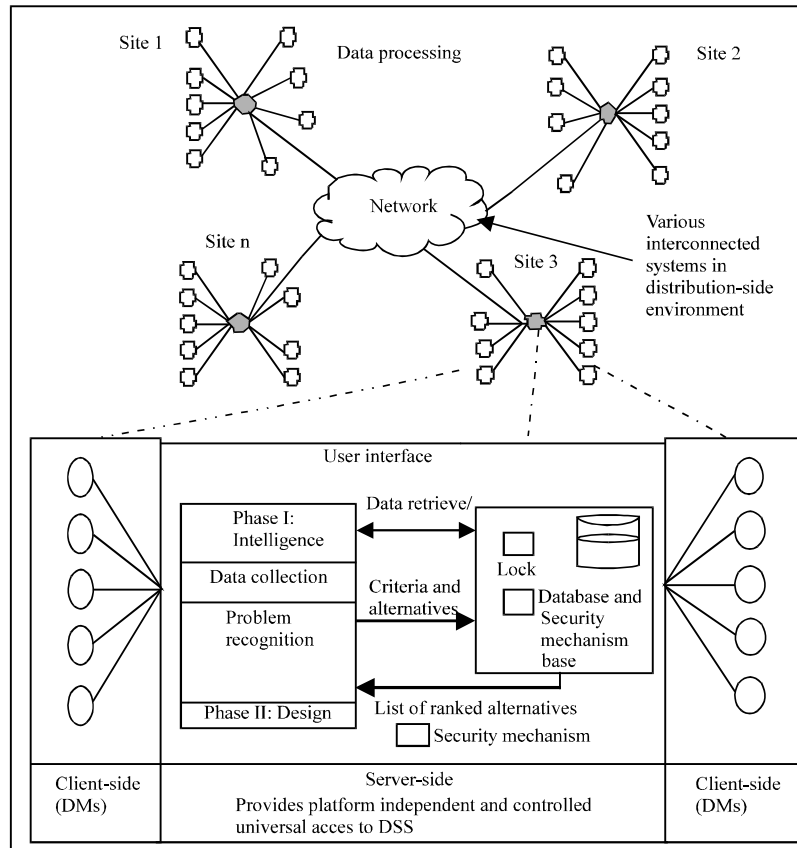 Site 1
Data processing
Site 2
Network
Various
interconnected
systems in
distribution-side
environment
Site n
Site 3
User interface
Phase I:
Intelligence
Data collection
Problem
recognition
Phase II: Design
Data retrieve/
Criteria and
alternatives
List of ranked alternatives
Security mechanism
Lock
Database and
Security
mechanism
base
Client-side
(DMs)
Server-side
Provides platform independent and controlled
universal acces to DSS
Client-side
(DMs)